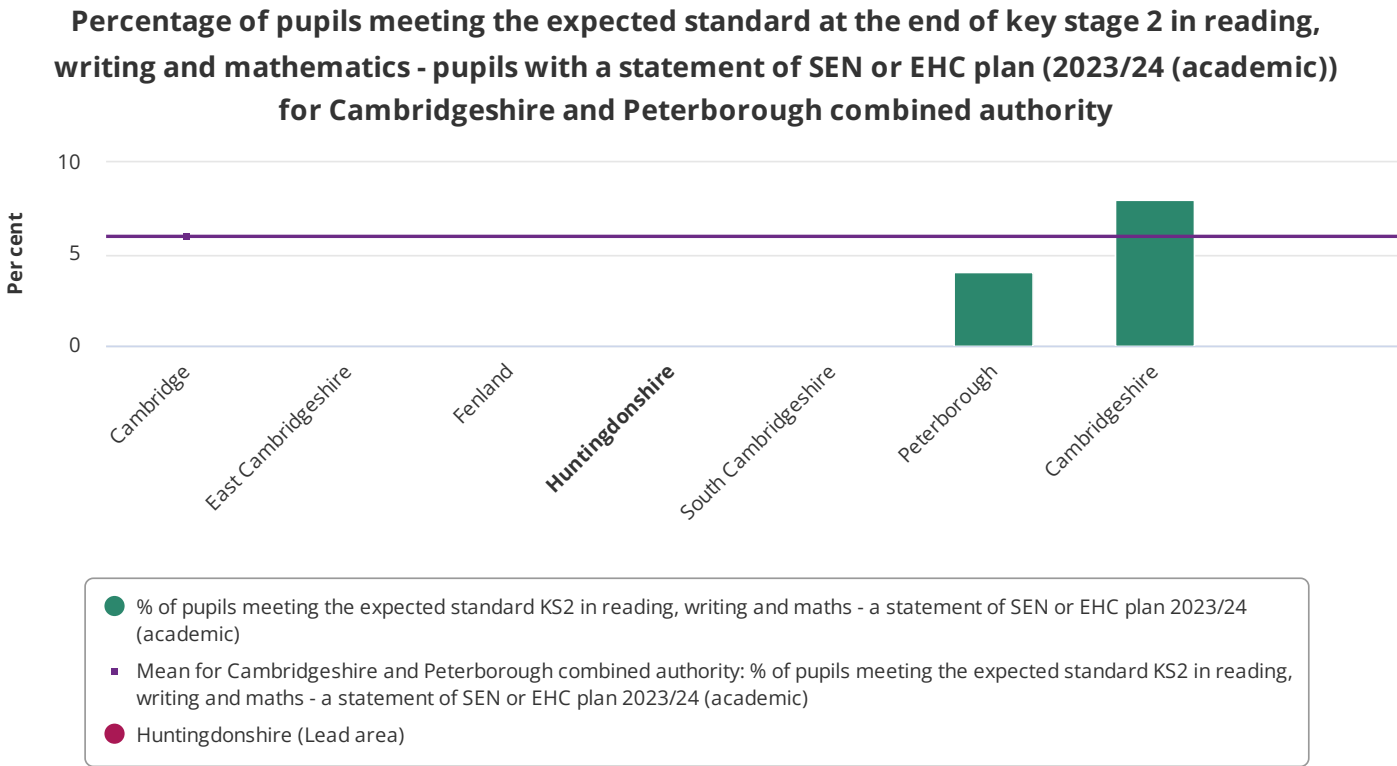 Percentage of pupils meeting the expected standard at the end of key stage 2 in reading,
writing and mathematics - pupils with a statement of SEN or EHC plan (2023/24 (academic))
for Cambridgeshire and Peterborough combined authority
Per cent
10
5
0
Cambridge
East Cambridgeshire
Fenland
Huntingdonshire
South Cambridgeshire
Peterborough
Cambridgeshire
% of pupils meeting the expected standard KS2 in reading, writing and maths - a statement of SEN or EHC plan 2023/24
(academic)
Mean for Cambridgeshire and Peterborough combined authority: % of pupils meeting the expected standard KS2 in reading,
writing and maths - a statement of SEN or EHC plan 2023/24 (academic)
Huntingdonshire (Lead area)